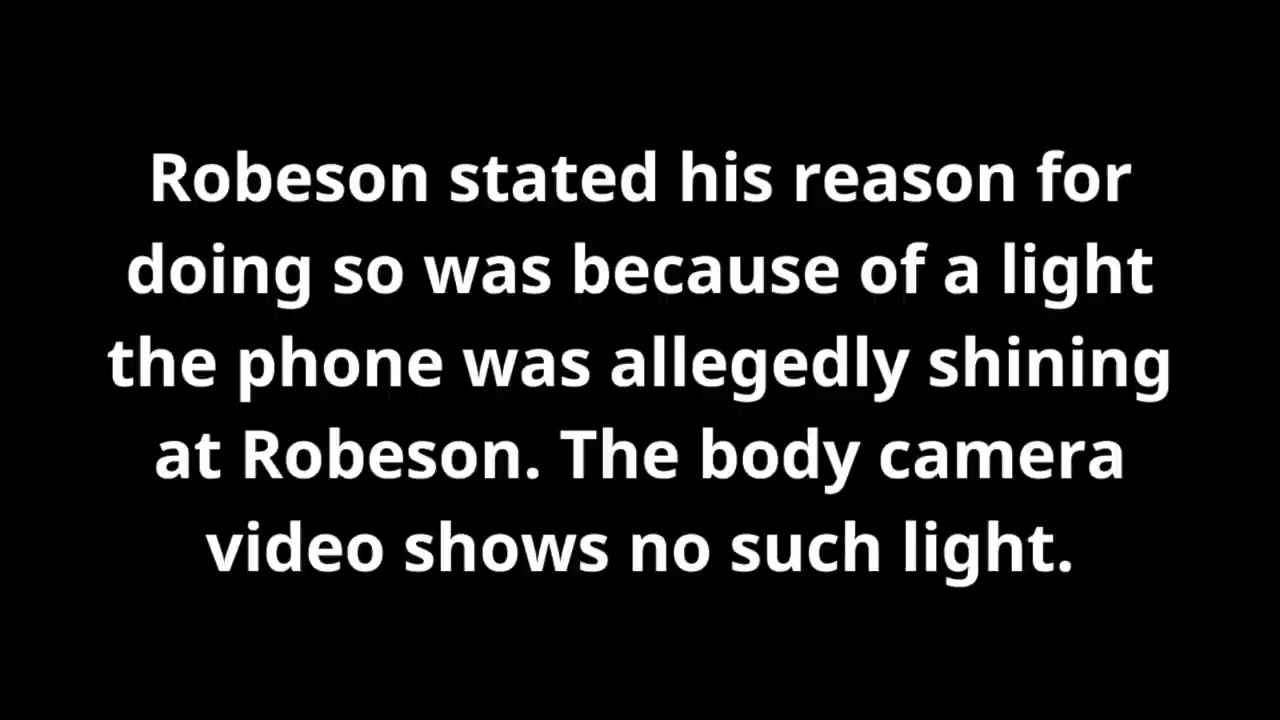 Robeson stated his reason for
doing so was because of a light
the phone was allegedly shining
at Robeson. The body camera
video shows no such light.